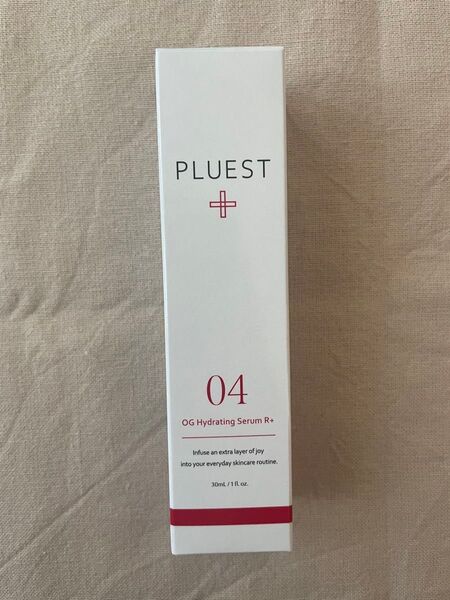 PLUEST
04
OG Hydrating Serum R+
Infuse an extra layer of joy
into your everyday skincare routine.
30mL / 1 fl. oz.